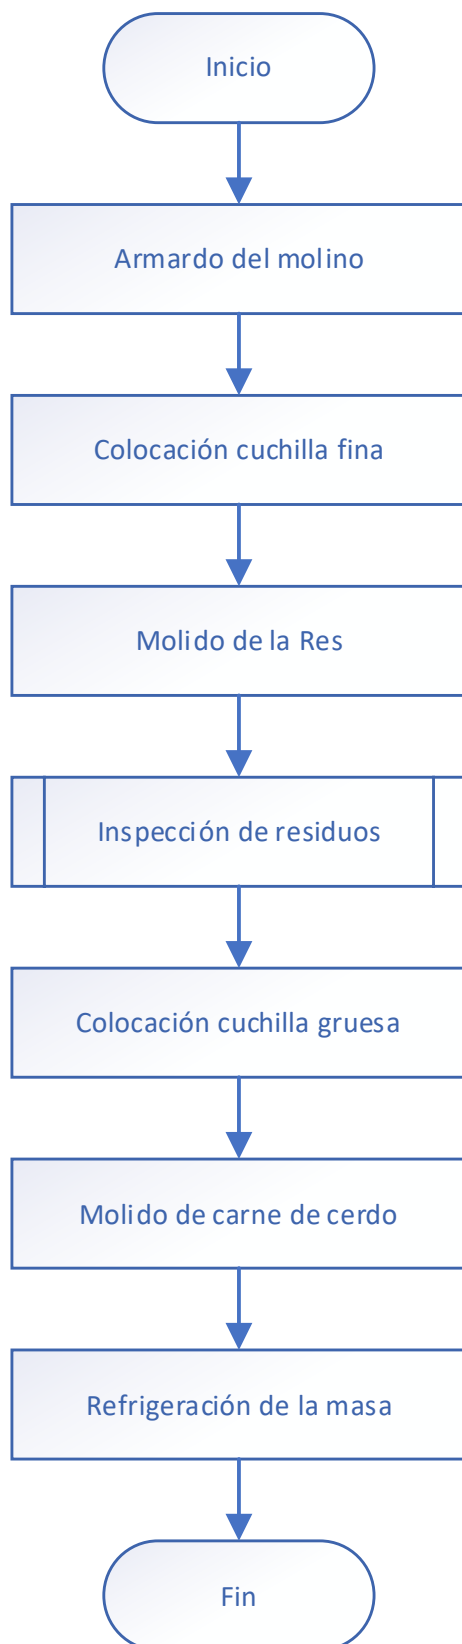 Inicio
Armardo del molino
Colocación cuchilla fina
Molido de la Res
Inspección de residuos
Colocación cuchilla gruesa
Molido de carne de cerdo
Refrigeración de la masa
Fin